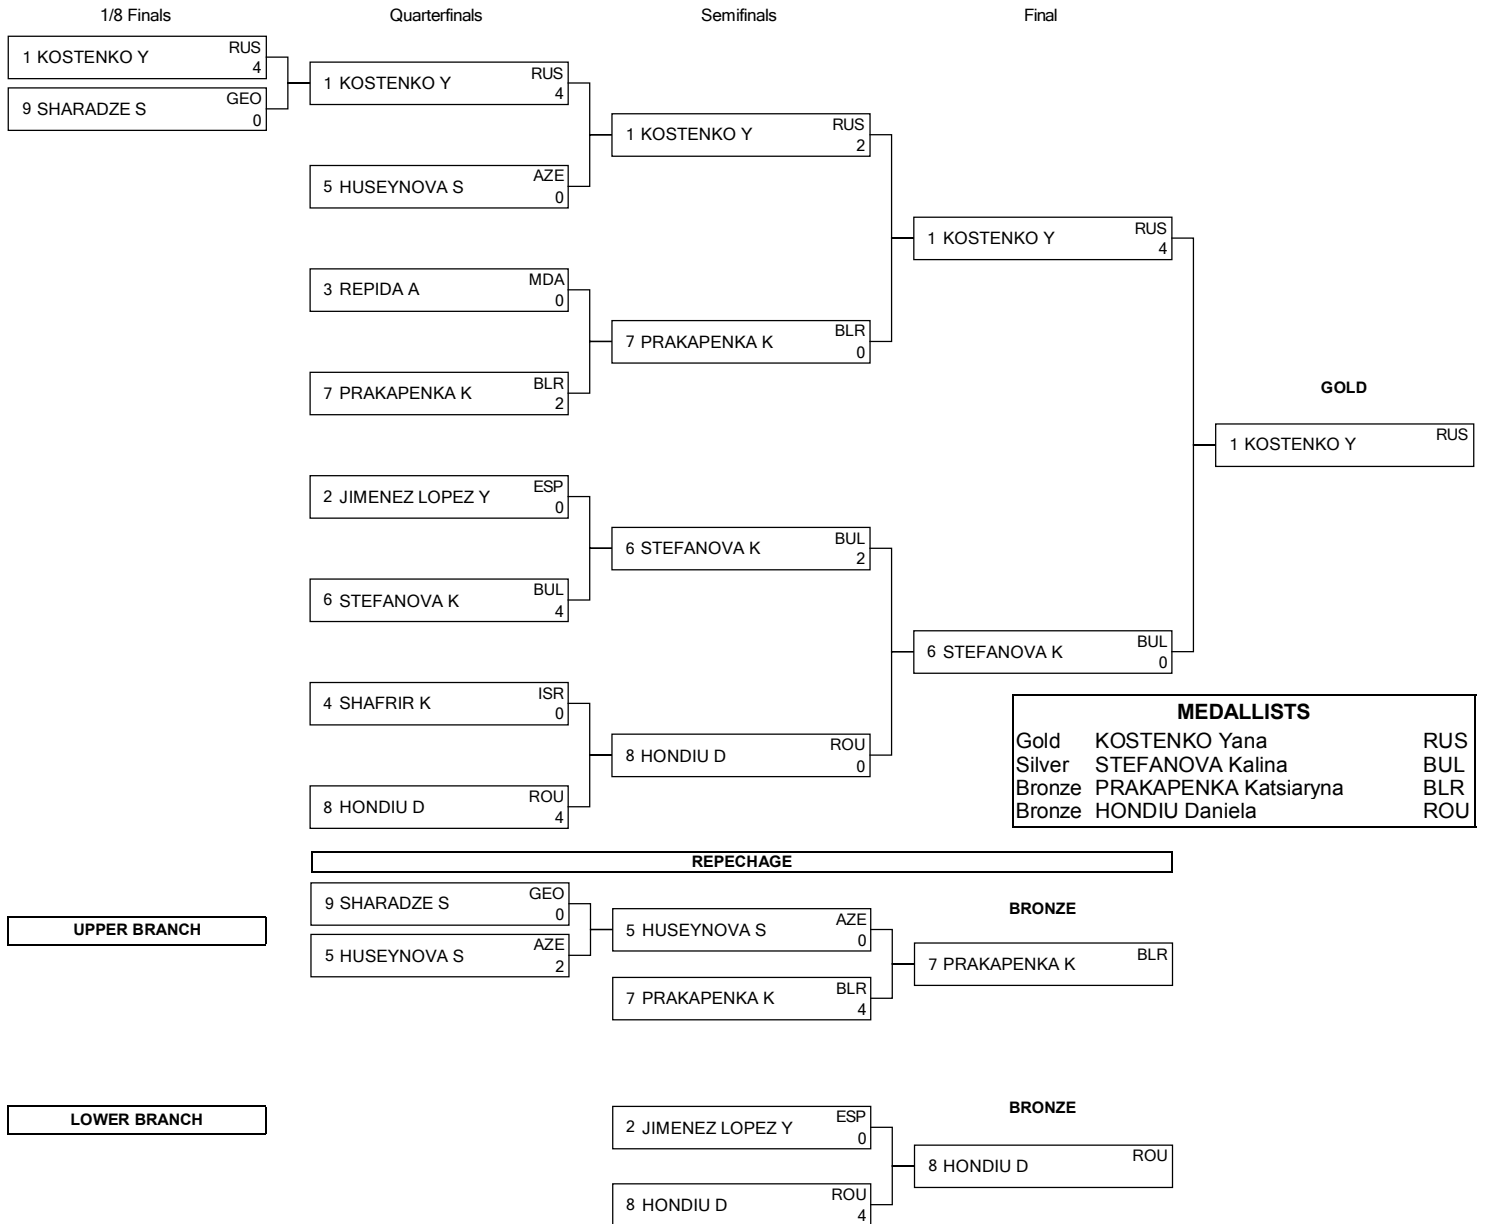 1/8 Finals Quarterfinals Semifinals Final
1 KOSTENKO Y RUS 4
9 SHARADZE S GEO 0
1 KOSTENKO Y RUS 4
5 HUSEYNOVA S AZE 0
3 REPIDA A MDA 0
7 PRAKAPENKA K BLR 2
2 JIMENEZ LOPEZ Y ESP 0
6 STEFANOVA K BUL 4
4 SHAFRIR K ISR 0
8 HONDIU D ROU 4
1 KOSTENKO Y RUS 2
7 PRAKAPENKA K BLR 0
6 STEFANOVA K BUL 2
8 HONDIU D ROU 0
1 KOSTENKO Y RUS 4
6 STEFANOVA K BUL 0
GOLD
1 KOSTENKO Y RUS
MEDALLISTS
Gold KOSTENKO Yana RUS
Silver STEFANOVA Kalina BUL
Bronze PRAKAPENKA Katsiaryna BLR
Bronze HONDIU Daniela ROU
REPECHAGE
UPPER BRANCH
9 SHARADZE S GEO 0
5 HUSEYNOVA S AZE 2
5 HUSEYNOVA S AZE 0
7 PRAKAPENKA K BLR 4
BRONZE
7 PRAKAPENKA K BLR
LOWER BRANCH
2 JIMENEZ LOPEZ Y ESP 0
8 HONDIU D ROU 4
BRONZE
8 HONDIU D ROU